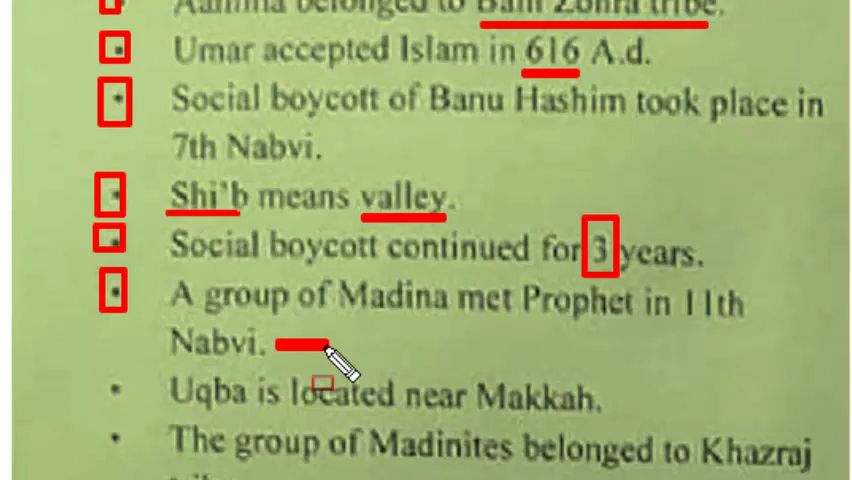 Aamina belonged to Bani Zohra tribe.
• Umar accepted Islam in 616 A.d.
• Social boycott of Banu Hashim took place in
7th Nabvi.
• Shi'b means valley.
• Social boycott continued for 3 years.
• A group of Madina met Prophet in 11th
Nabvi.
• Uqba is located near Makkah.
• The group of Madinites belonged to Khazraj